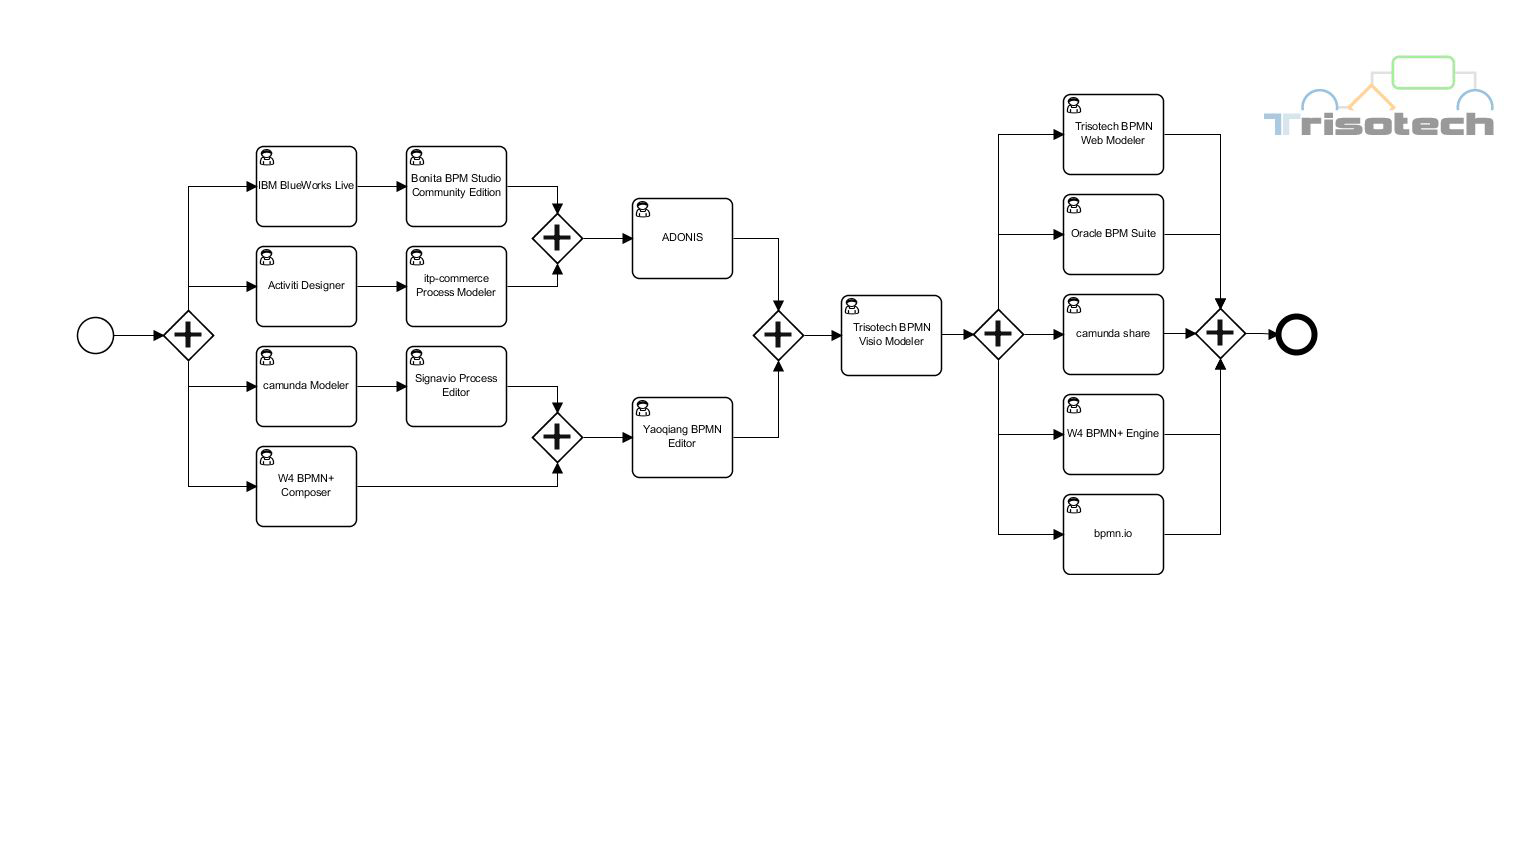 Trisotech
IBM BlueWorks Live
Bonita BPM Studio
Community Edition
Activiti Designer
itp-commerce
Process Modeler
camunda Modeler
Signavio Process
Editor
W4 BPMN+
Composer
ADONIS
Yaoqiang BPMN
Editor
Trisotech BPMN
Visio Modeler
Trisotech BPMN
Web Modeler
Oracle BPM Suite
camunda share
W4 BPMN+ Engine
bpmn.io